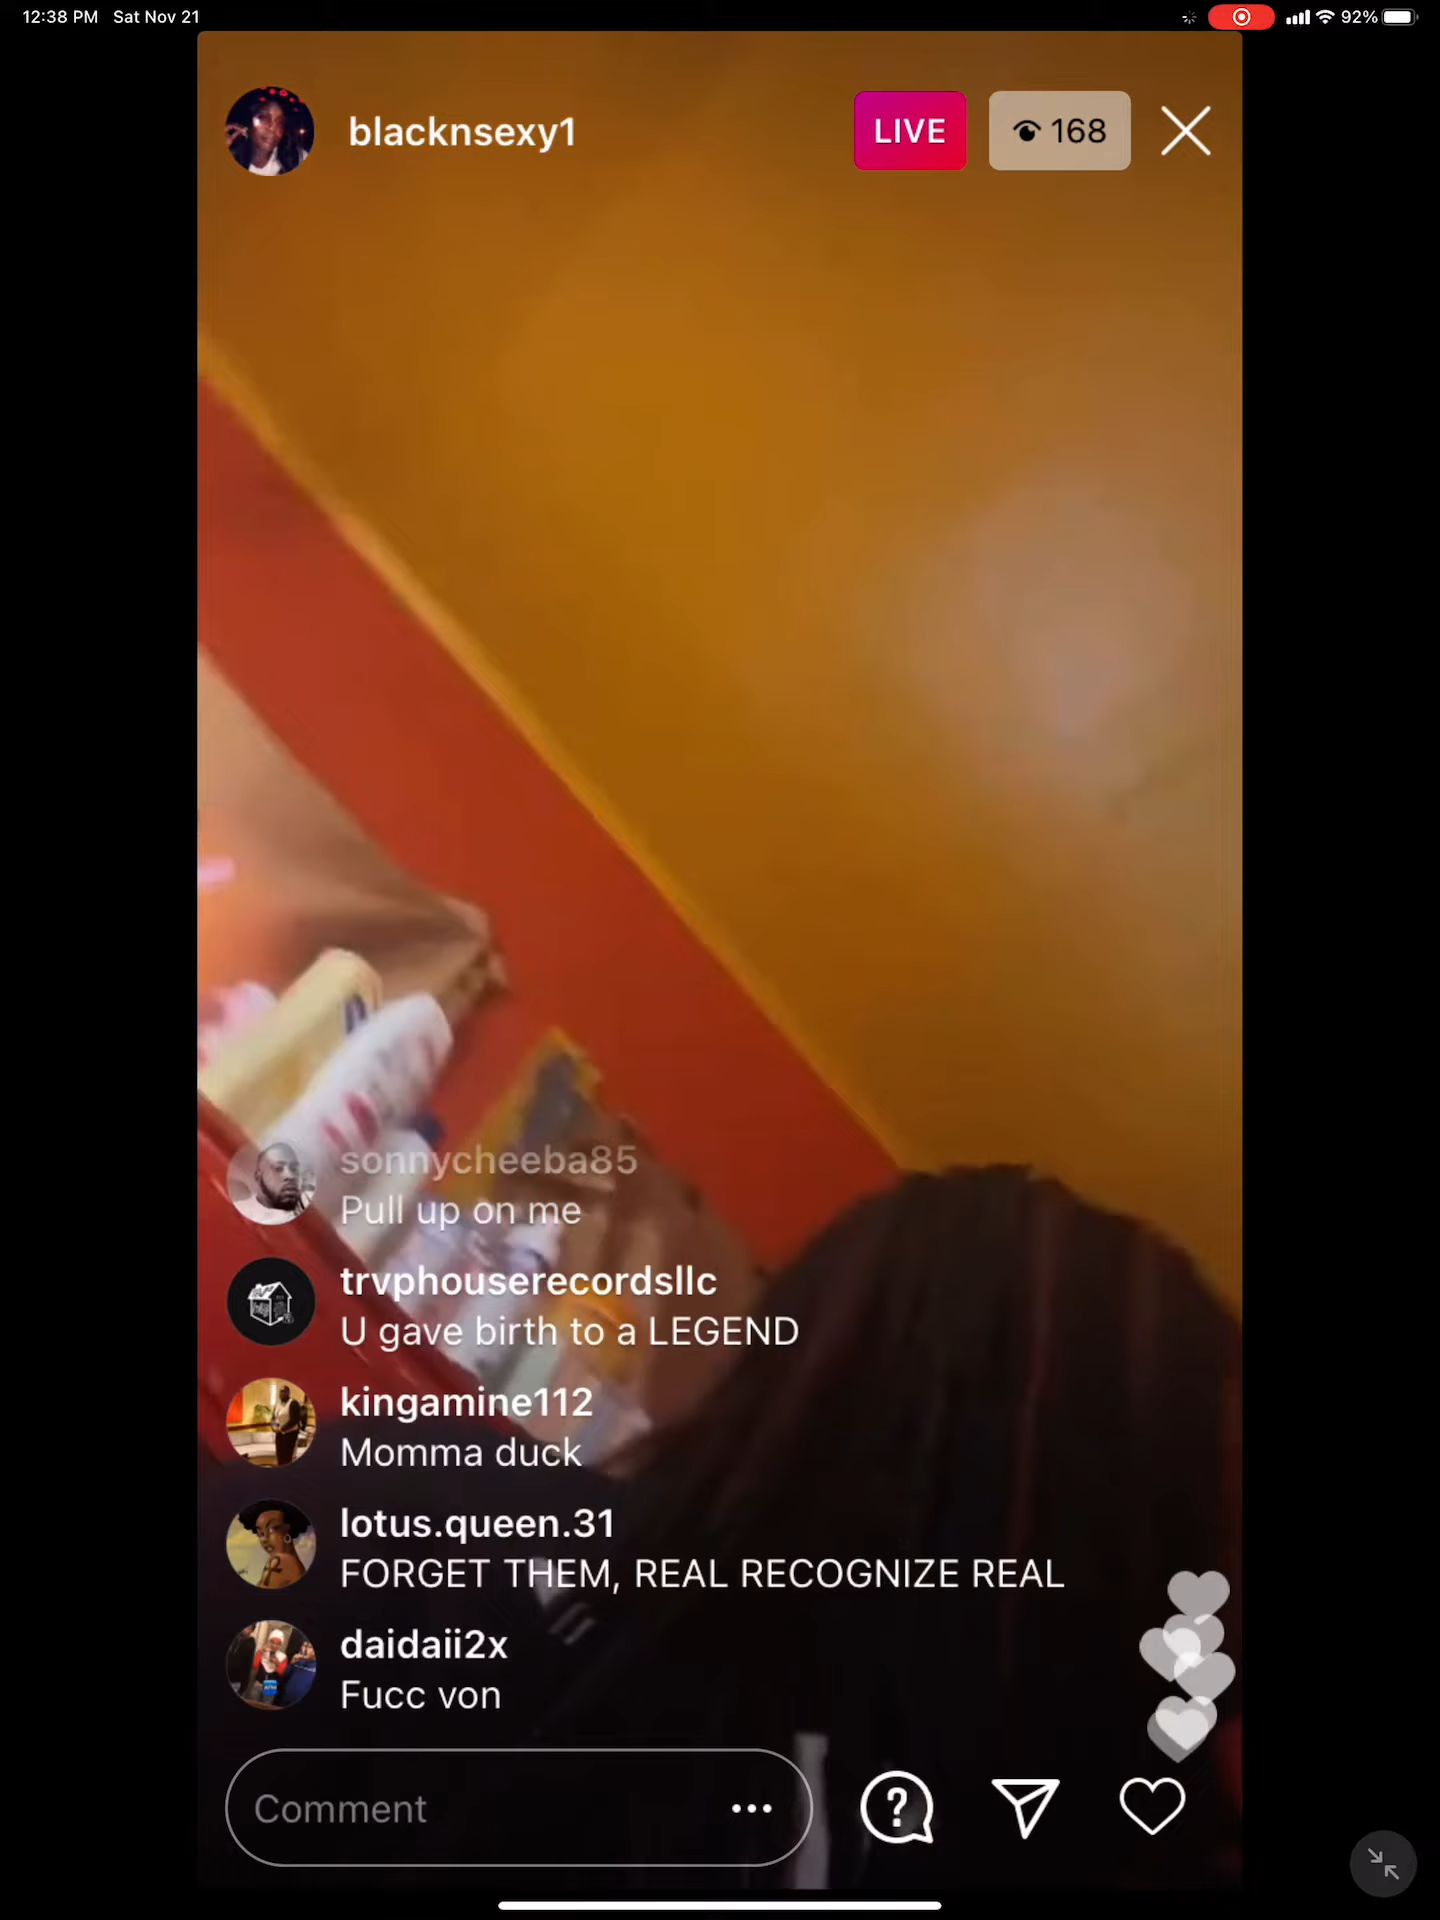 12:38 PM Sat Nov 21
92%
blacknsexy1
LIVE
168
sonnycheeba85
Pull up on me
trvphouserecordsllc
U gave birth to a LEGEND
kingamine112
Momma duck
lotus.queen.31
FORGET THEM, REAL RECOGNIZE REAL
daidaii2x
Fucc von
Comment